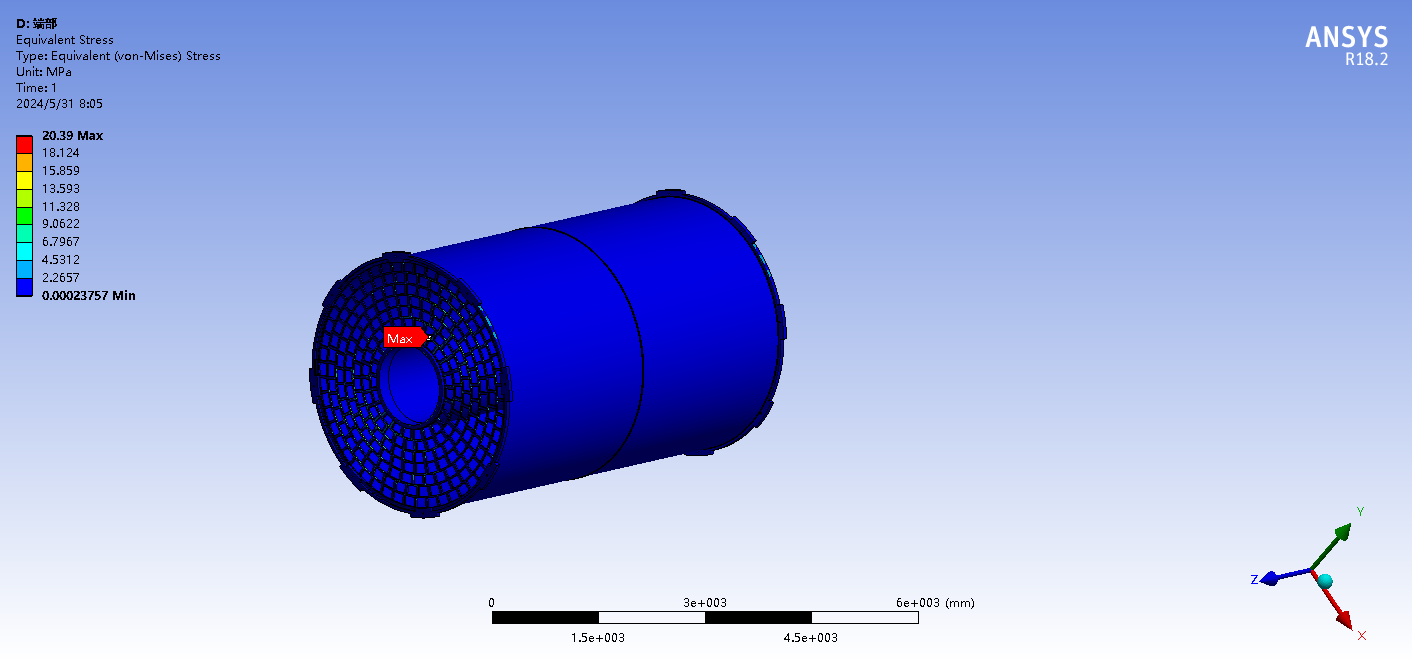 D: 端部
Equivalent Stress
Type: Equivalent (von-Mises) Stress
Unit: MPa
Time: 1
2024/5/31 8:05
ANSYS
R18.2
20.39 Max
18.124
15.859
13.593
11.328
9.0622
6.7967
4.5312
2.2657
0.00023757 Min
Max
0 3e+003 6e+003 (mm)
1.5e+003 4.5e+003
Y
Z
X